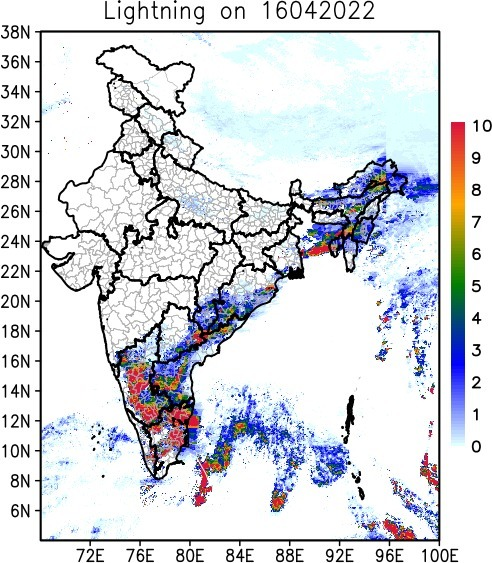 Lightning on 16042022
38N
36N
34N
32N
30N
28N
26N
24N
22N
20N
18N
16N
14N
12N
10N
8N
6N
72E 76E 80E 84E 88E 92E 96E 100E
10
9
8
7
6
5
4
3
2
1
0